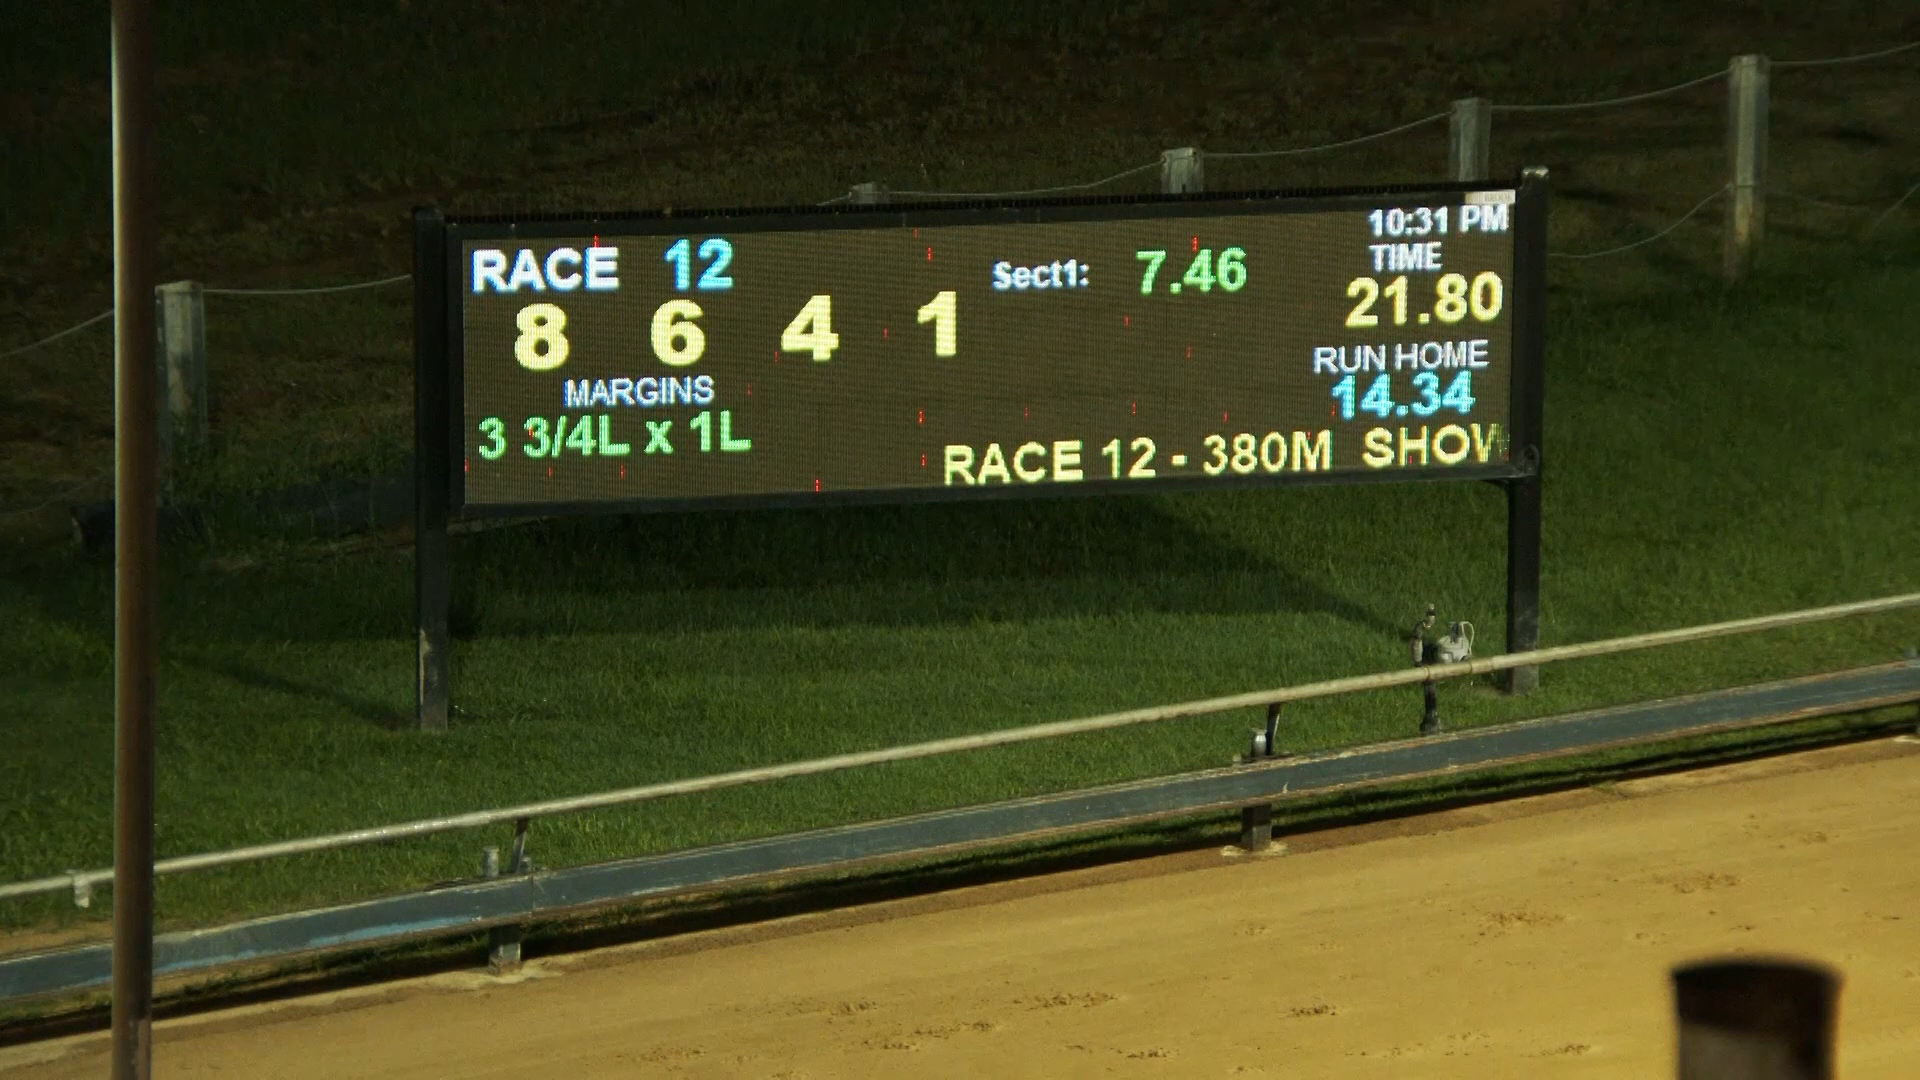 10:31 PM
RACE 12
Sect1: 7.46
TIME
21.80
8 6 4 1
RUN HOME
14.34
MARGINS
3 3/4L x 1L
RACE 12 - 380M SHOW